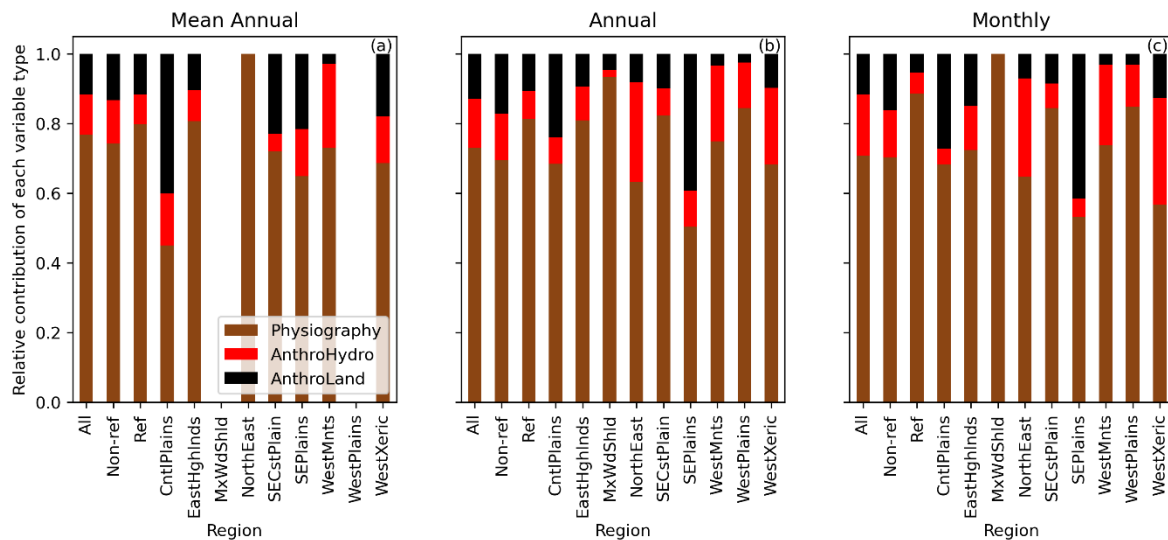 Mean Annual
Annual
Monthly
(a)
(b)
(c)
Relative contribution of each variable type
1.0
0.8
0.6
0.4
0.2
0.0
Physiography
AnthroHydro
AnthroLand
All
Non-ref
Ref
CntlPlains
EastHghlnds
MxWdShld
NorthEast
SECstPlain
SEPlains
WestMnts
WestPlains
WestXeric
All
Non-ref
Ref
CntlPlains
EastHghlnds
MxWdShld
NorthEast
SECstPlain
SEPlains
WestMnts
WestPlains
WestXeric
All
Non-ref
Ref
CntlPlains
EastHghlnds
MxWdShld
NorthEast
SECstPlain
SEPlains
WestMnts
WestPlains
WestXeric
Region
Region
Region